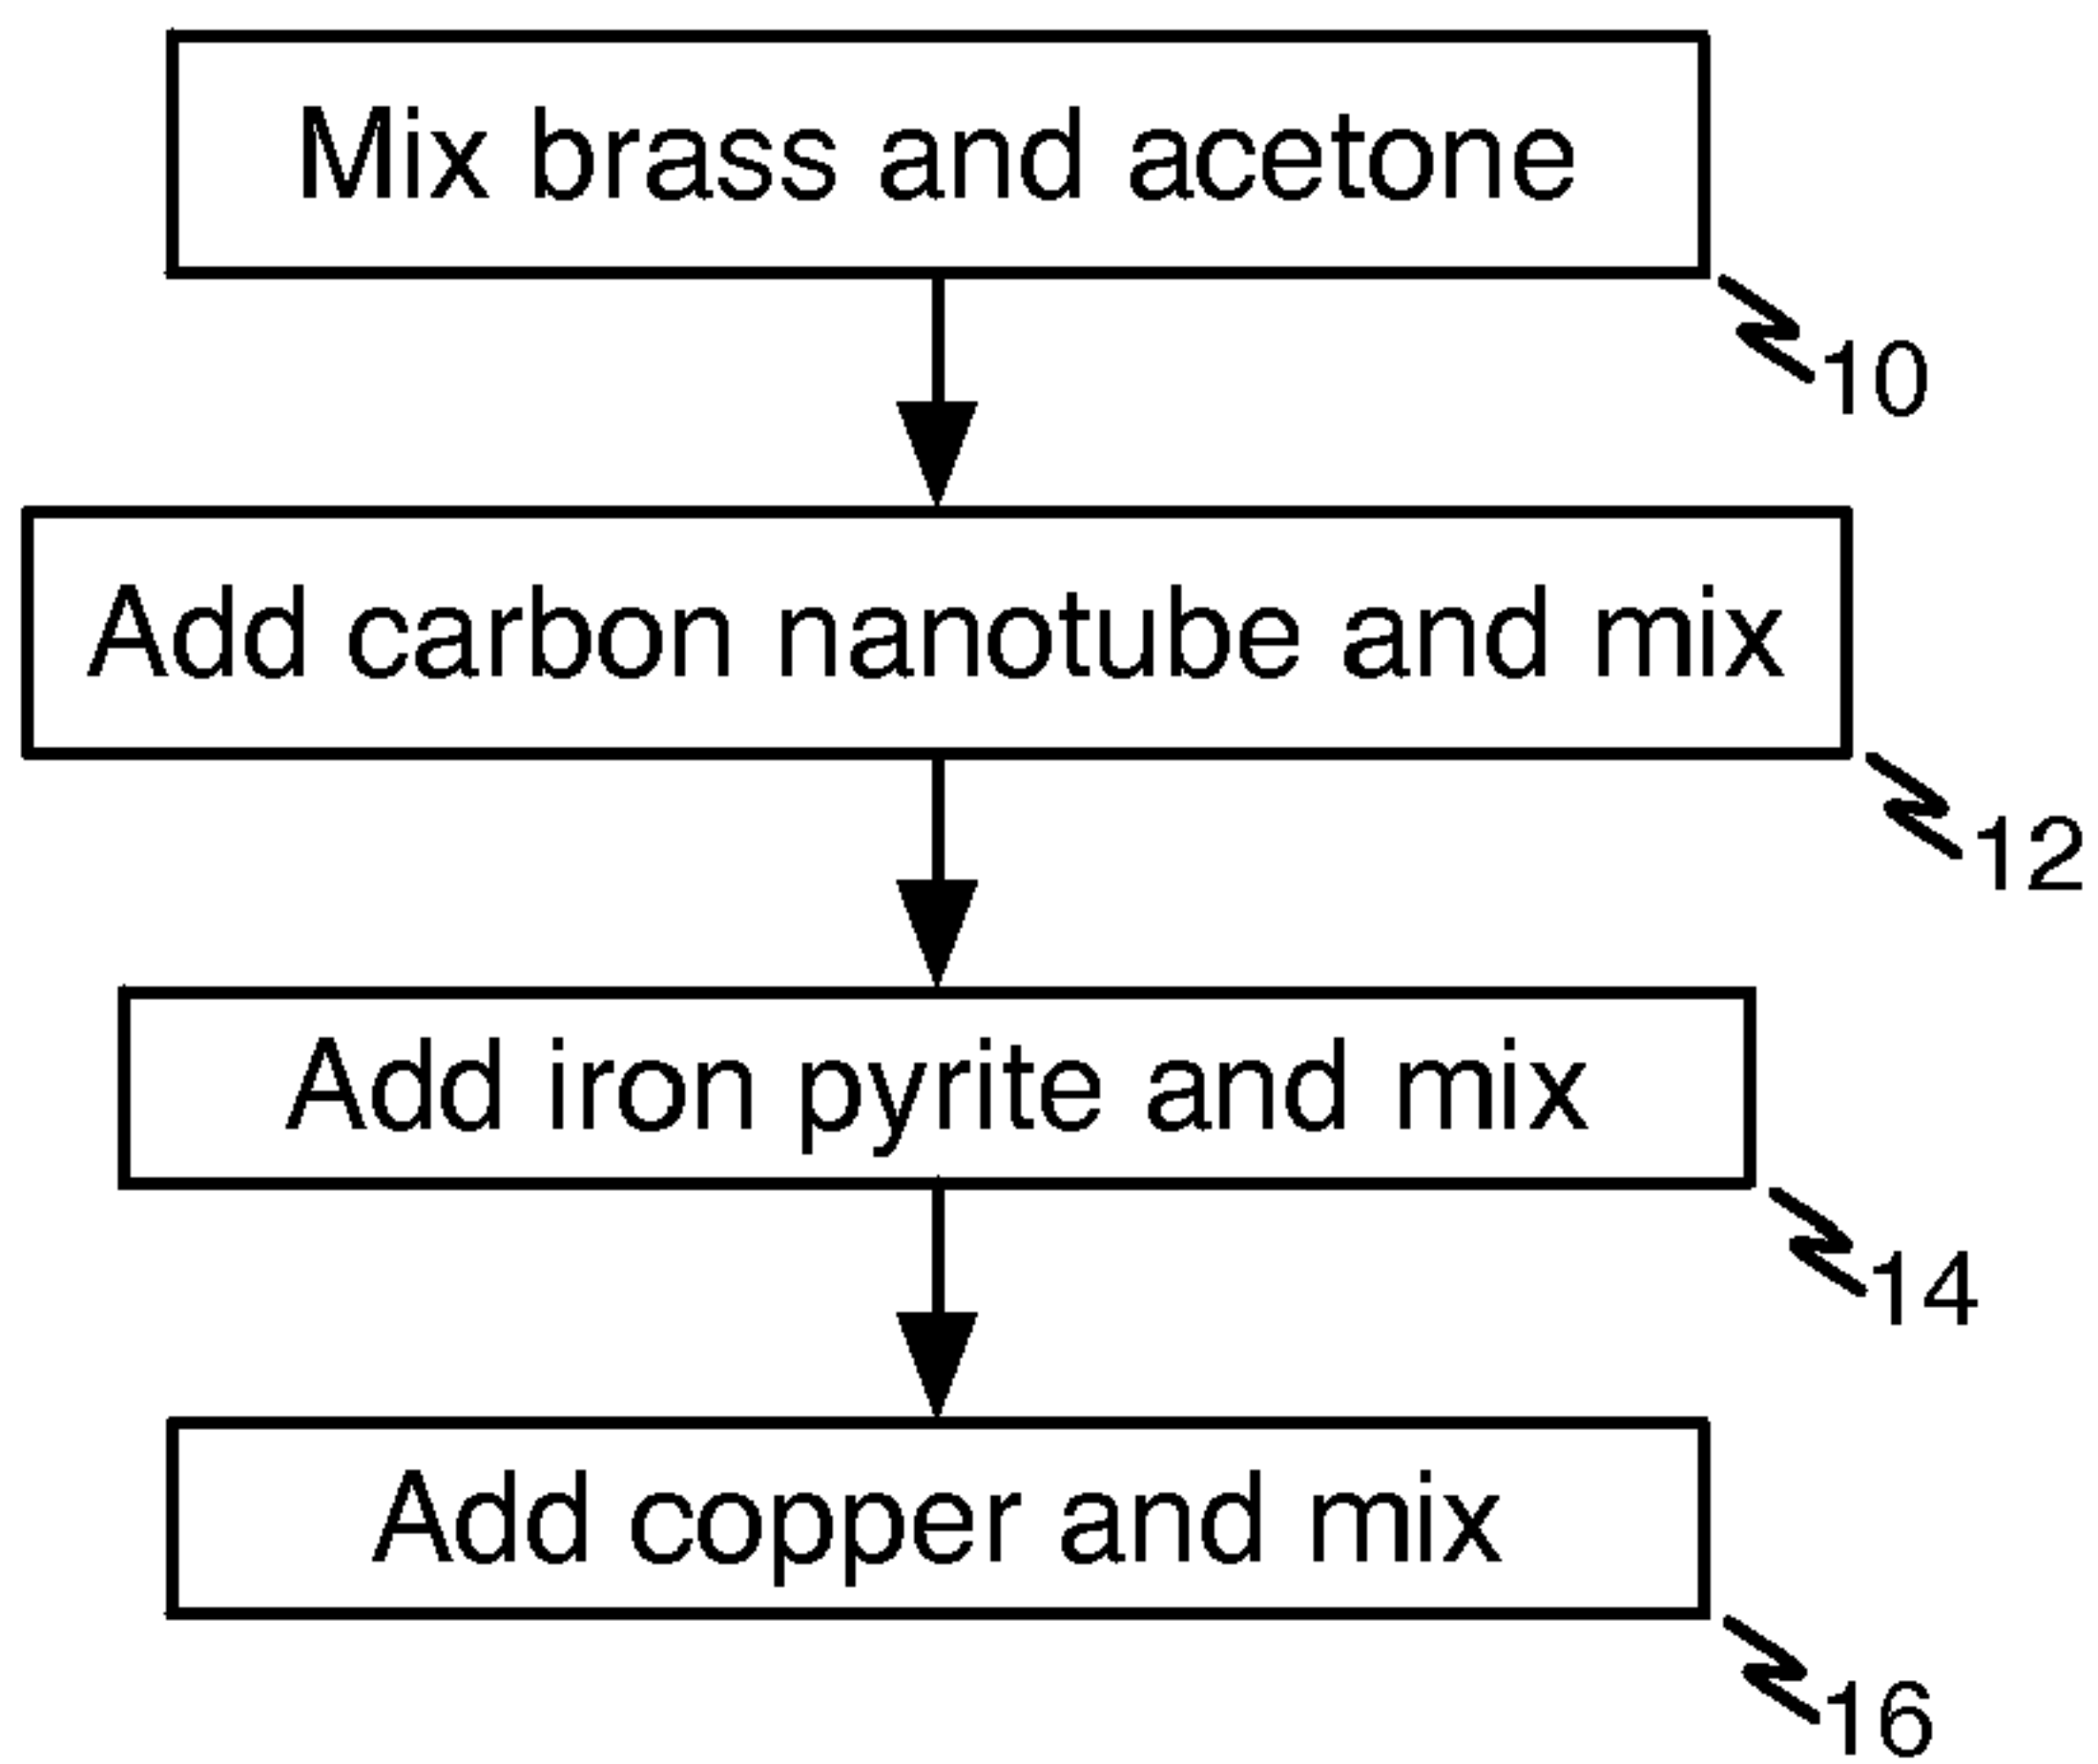 Mix brass and acetone
10
Add carbon nanotube and mix
12
Add iron pyrite and mix
14
Add copper and mix
16